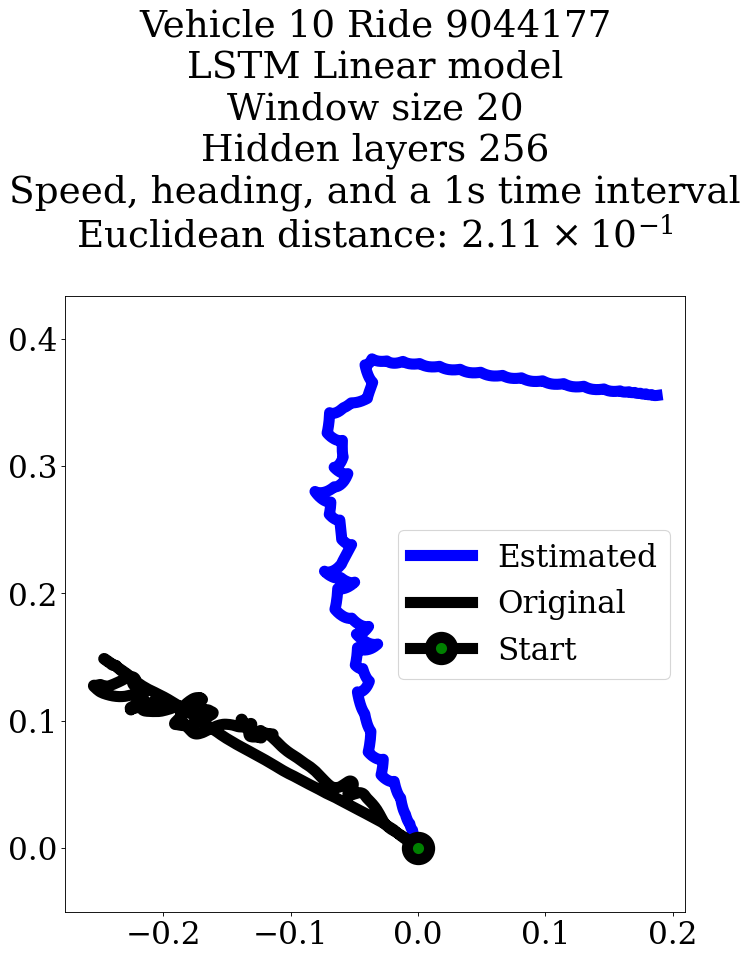 Vehicle 10 Ride 9044177
LSTM Linear model
Window size 20
Hidden layers 256
Speed, heading, and a 1s time interval
Euclidean distance: 2.11 × 10⁻¹
0.4
0.3
0.2
0.1
0.0
Estimated
Original
Start
−0.2
−0.1
0.0
0.1
0.2